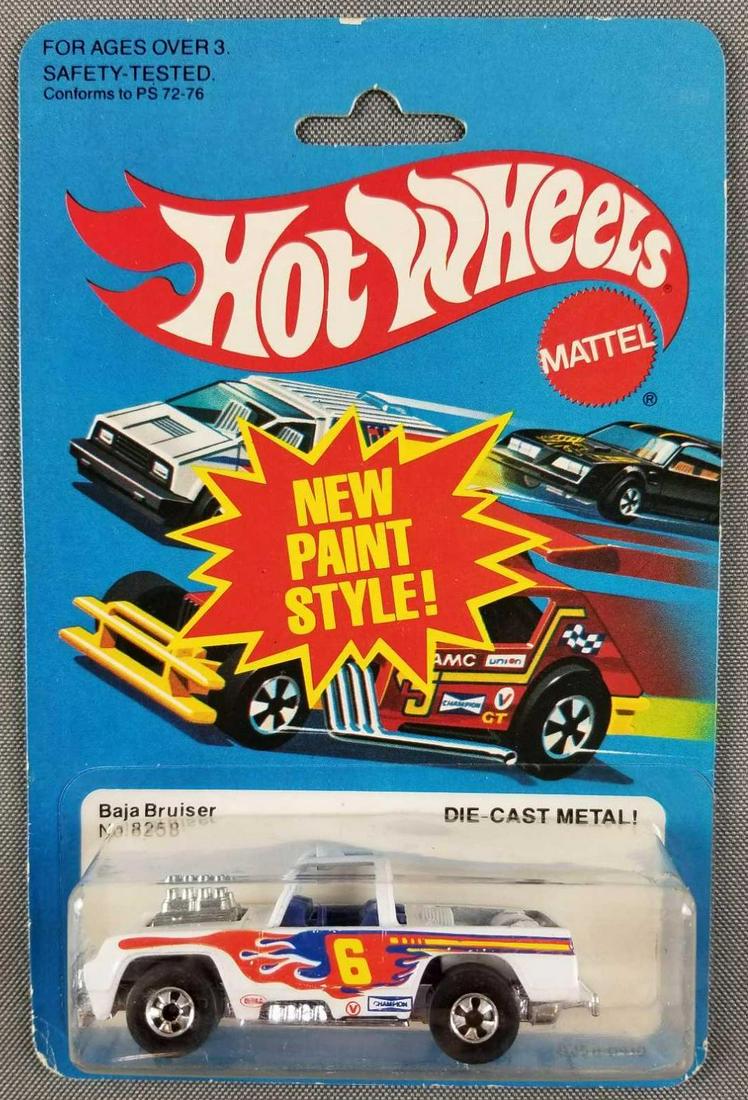 FOR AGES OVER 3.
SAFETY-TESTED.
Conforms to PS 72-76
HOT WHEELS
®
MATTEL
®
NEW
PAINT
STYLE!
AMC union
CHAMPION V
GT
Baja Bruiser
No. 8258
DIE-CAST METAL!
6
V CHAMPION